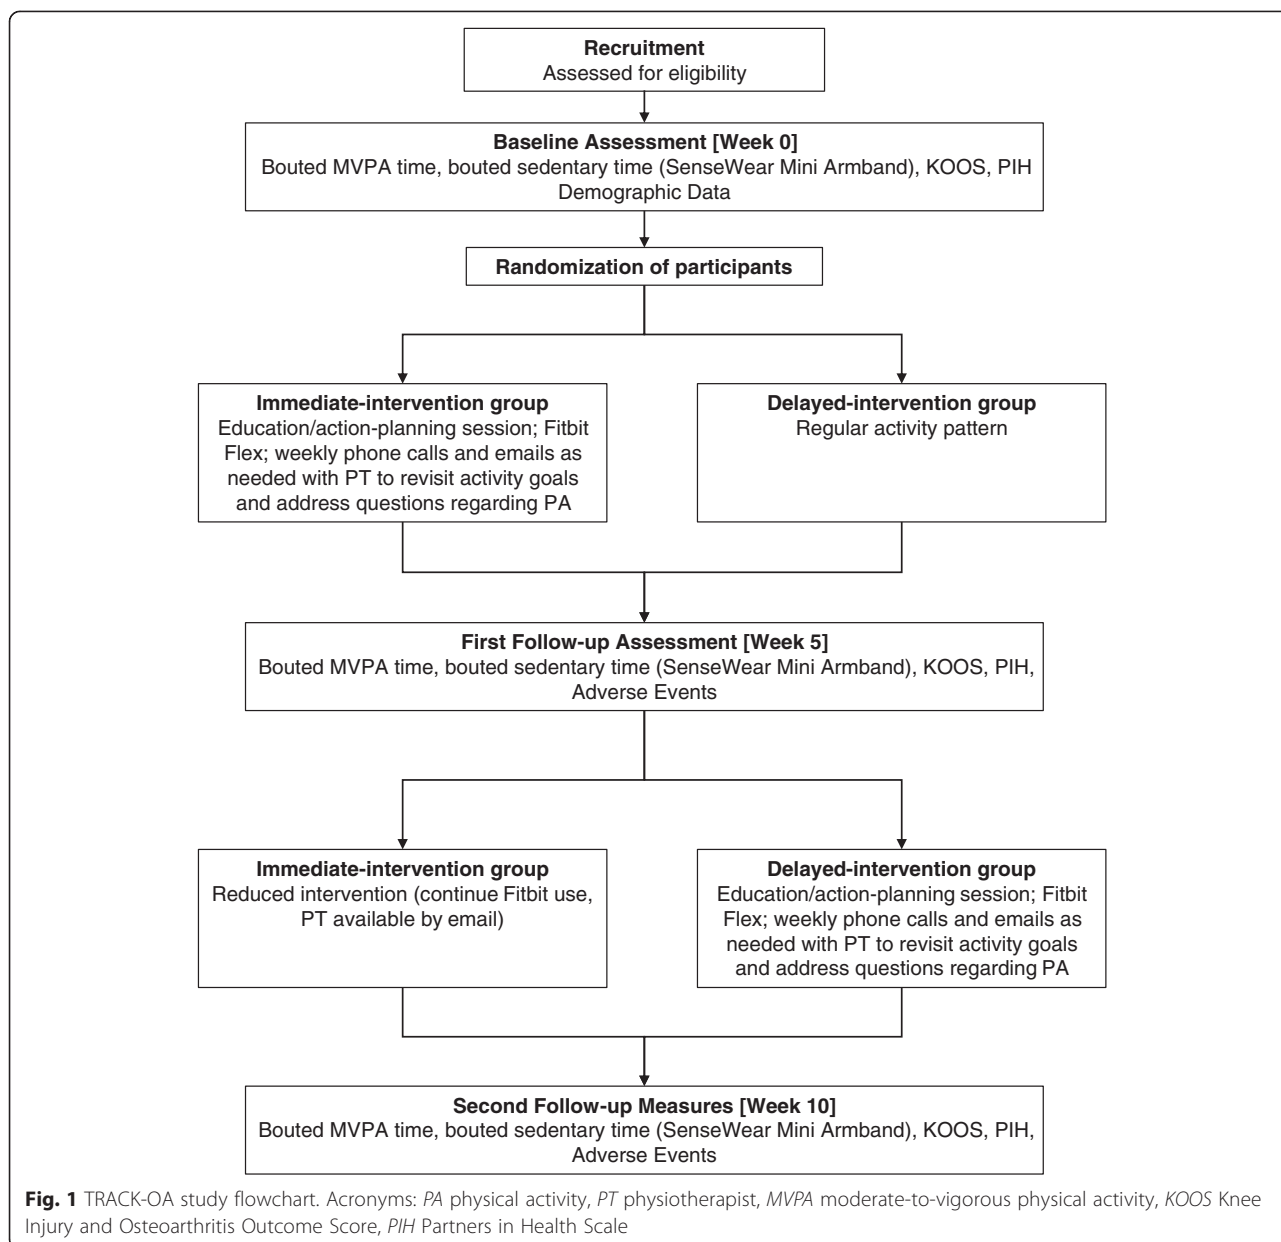 Recruitment
Assessed for eligibility
Baseline Assessment [Week 0]
Bouted MVPA time, bouted sedentary time (SenseWear Mini Armband), KOOS, PIH
Demographic Data
Randomization of participants
Immediate-intervention group
Education/action-planning session; Fitbit
Flex; weekly phone calls and emails as
needed with PT to revisit activity goals
and address questions regarding PA
Delayed-intervention group
Regular activity pattern
First Follow-up Assessment [Week 5]
Bouted MVPA time, bouted sedentary time (SenseWear Mini Armband), KOOS, PIH,
Adverse Events
Immediate-intervention group
Reduced intervention (continue Fitbit use,
PT available by email)
Delayed-intervention group
Education/action-planning session; Fitbit
Flex; weekly phone calls and emails as
needed with PT to revisit activity goals
and address questions regarding PA
Second Follow-up Measures [Week 10]
Bouted MVPA time, bouted sedentary time (SenseWear Mini Armband), KOOS, PIH,
Adverse Events
Fig. 1 TRACK-OA study flowchart. Acronyms: PA physical activity, PT physiotherapist, MVPA moderate-to-vigorous physical activity, KOOS Knee
Injury and Osteoarthritis Outcome Score, PIH Partners in Health Scale